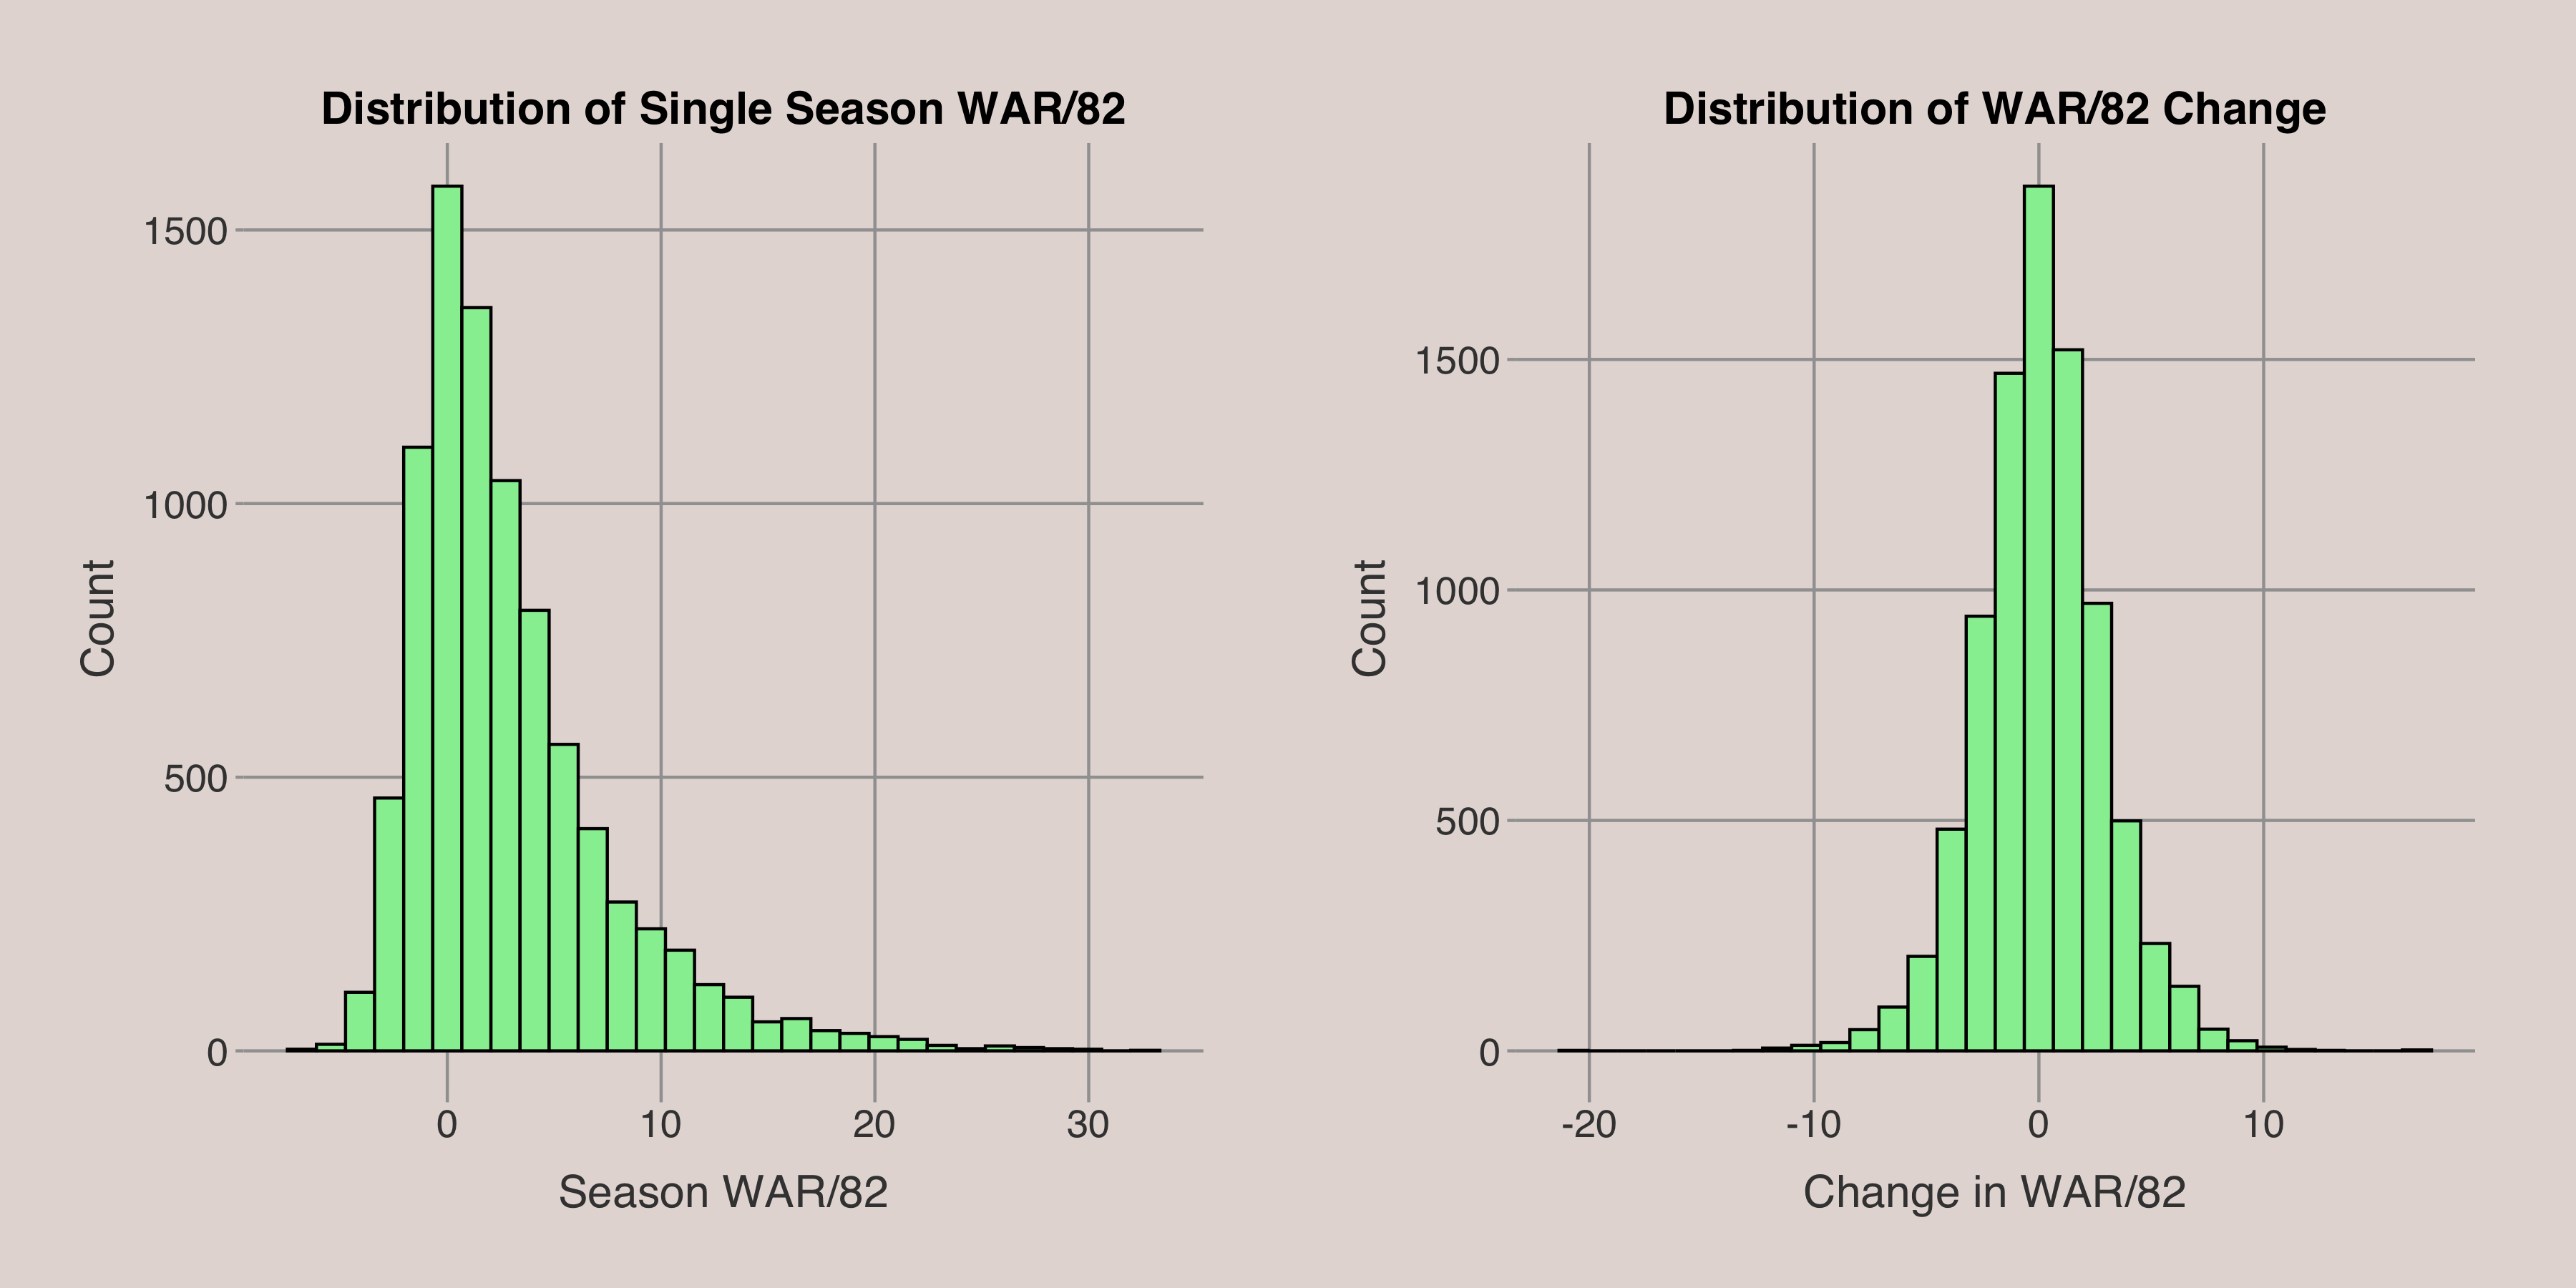 Distribution of Single Season WAR/82
1500
1000
500
0
Count
0 10 20 30
Season WAR/82
Distribution of WAR/82 Change
1500
1000
500
0
Count
-20 -10 0 10
Change in WAR/82